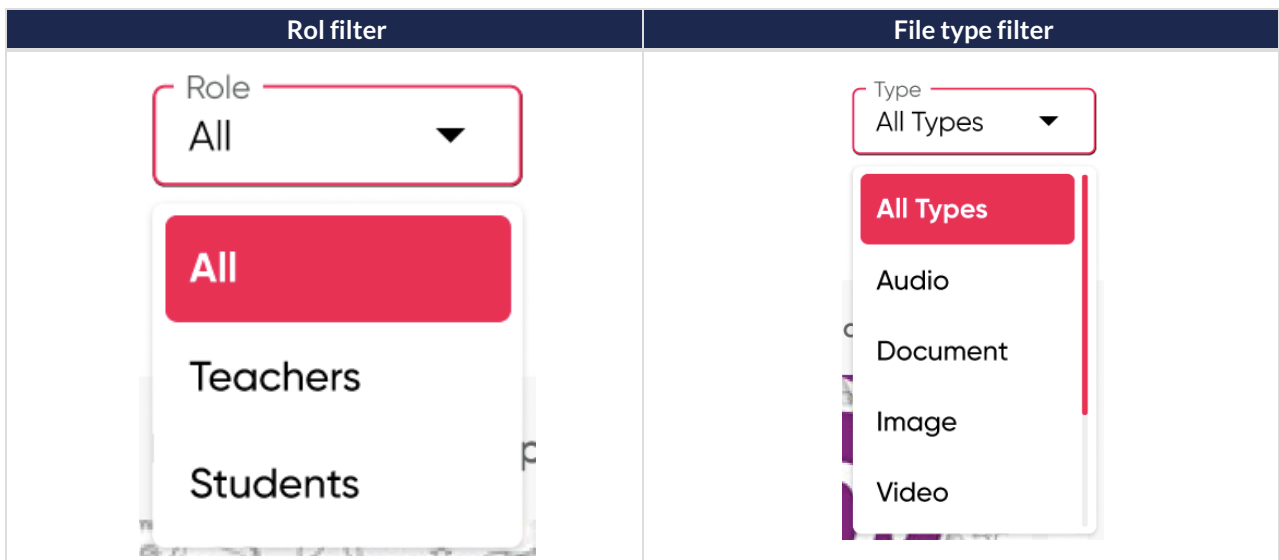 Rol filter
File type filter
Role
All
All
Teachers
Students
Type
All Types
All Types
Audio
Document
Image
Video